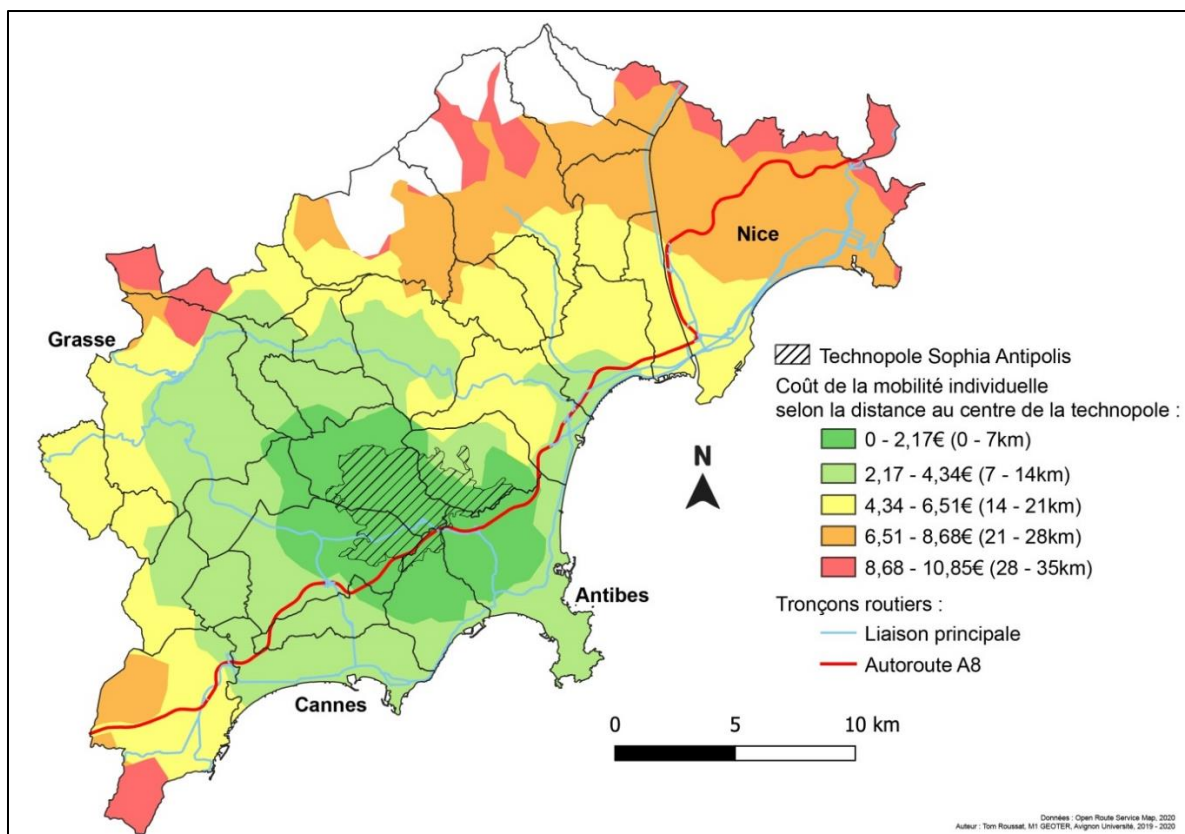 Nice
Grasse
Antibes
Cannes
N
Technopole Sophia Antipolis
Coût de la mobilité individuelle
selon la distance au centre de la technopole :
0 - 2,17€ (0 - 7km)
2,17 - 4,34€ (7 - 14km)
4,34 - 6,51€ (14 - 21km)
6,51 - 8,68€ (21 - 28km)
8,68 - 10,85€ (28 - 35km)
Tronçons routiers :
Liaison principale
Autoroute A8
0 5 10 km
Données : Open Route Service Map, 2020
Auteur : Tom Roussat, M1 GEOTER, Avignon Université, 2019 - 2020